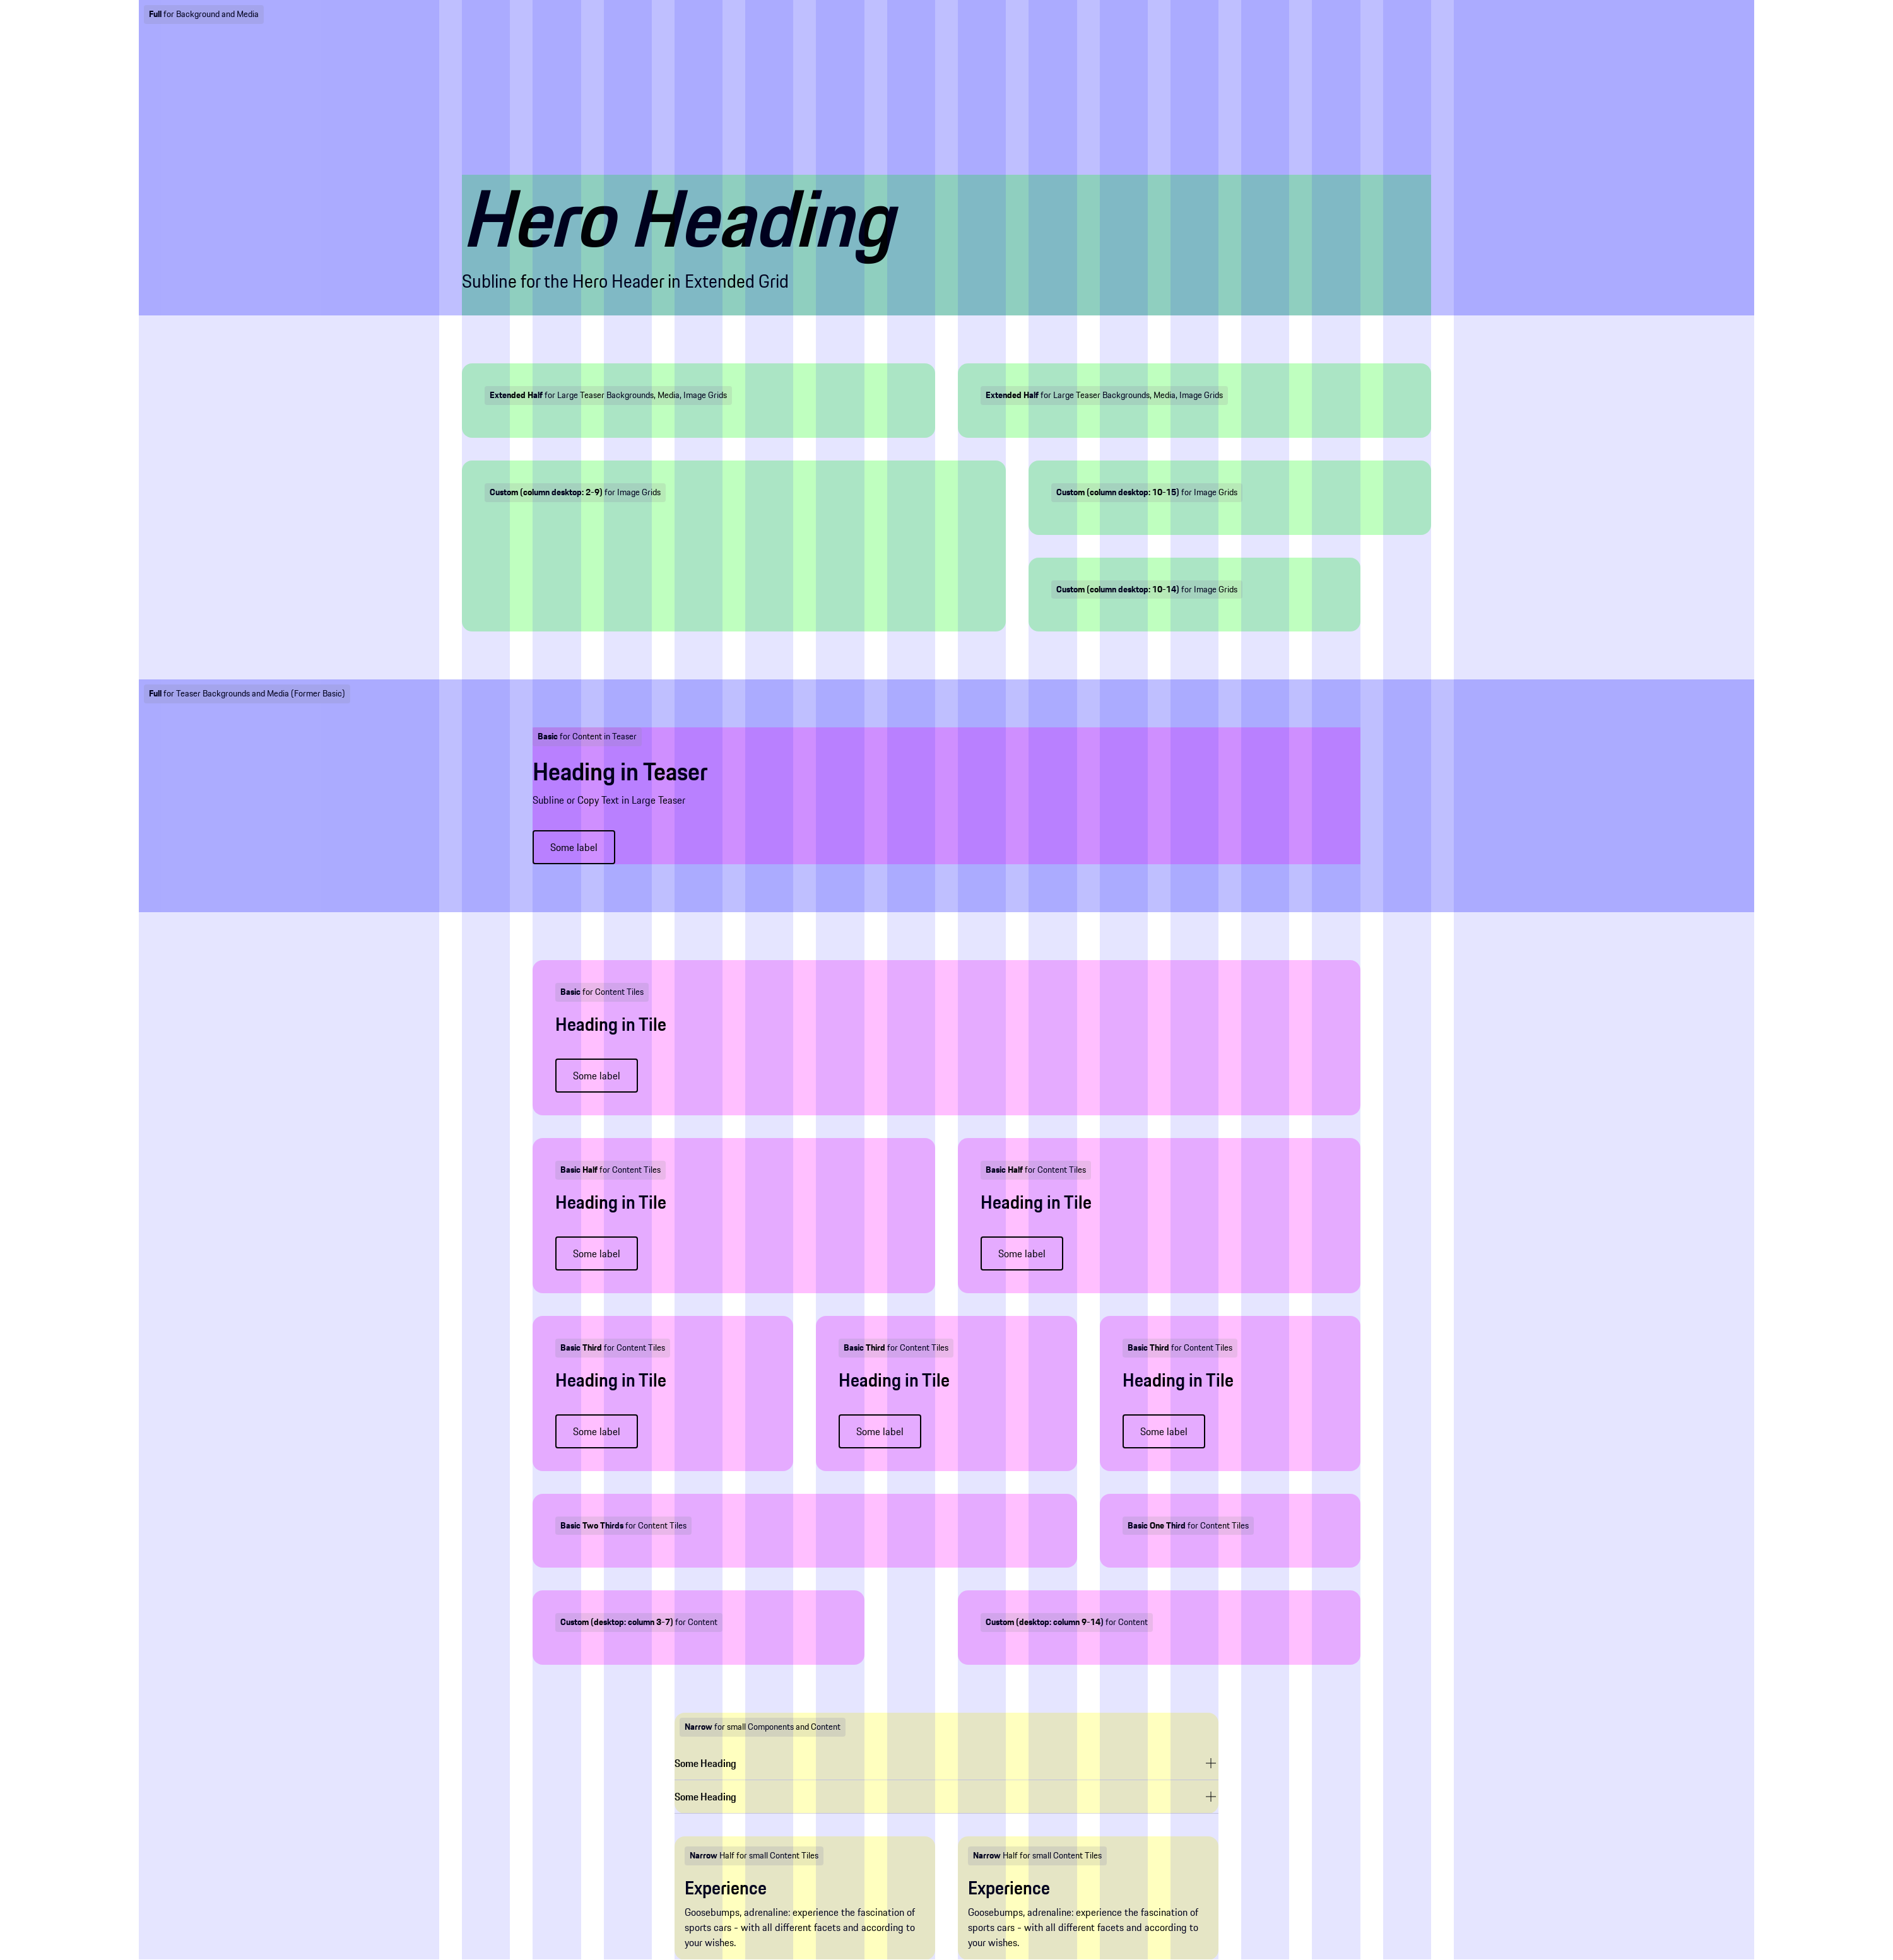 Full for Background and Media
Hero Heading
Subline for the Hero Header in Extended Grid
Extended Half for Large Teaser Backgrounds, Media, Image Grids
Extended Half for Large Teaser Backgrounds, Media, Image Grids
Custom (column desktop: 2-9) for Image Grids
Custom (column desktop: 10-15) for Image Grids
Custom (column desktop: 10-14) for Image Grids
Full for Teaser Backgrounds and Media (Former Basic)
Basic for Content in Teaser
Heading in Teaser
Subline or Copy Text in Large Teaser
Some label
Basic for Content Tiles
Heading in Tile
Some label
Basic Half for Content Tiles
Heading in Tile
Some label
Basic Half for Content Tiles
Heading in Tile
Some label
Basic Third for Content Tiles
Heading in Tile
Some label
Basic Third for Content Tiles
Heading in Tile
Some label
Basic Third for Content Tiles
Heading in Tile
Some label
Basic Two Thirds for Content Tiles
Basic One Third for Content Tiles
Custom (desktop: column 3-7) for Content
Custom (desktop: column 9-14) for Content
Narrow for small Components and Content
Some Heading
Some Heading
Narrow Half for small Content Tiles
Experience
Goosebumps, adrenaline: experience the fascination of
sports cars - with all different facets and according to
your wishes.
Narrow Half for small Content Tiles
Experience
Goosebumps, adrenaline: experience the fascination of
sports cars - with all different facets and according to
your wishes.